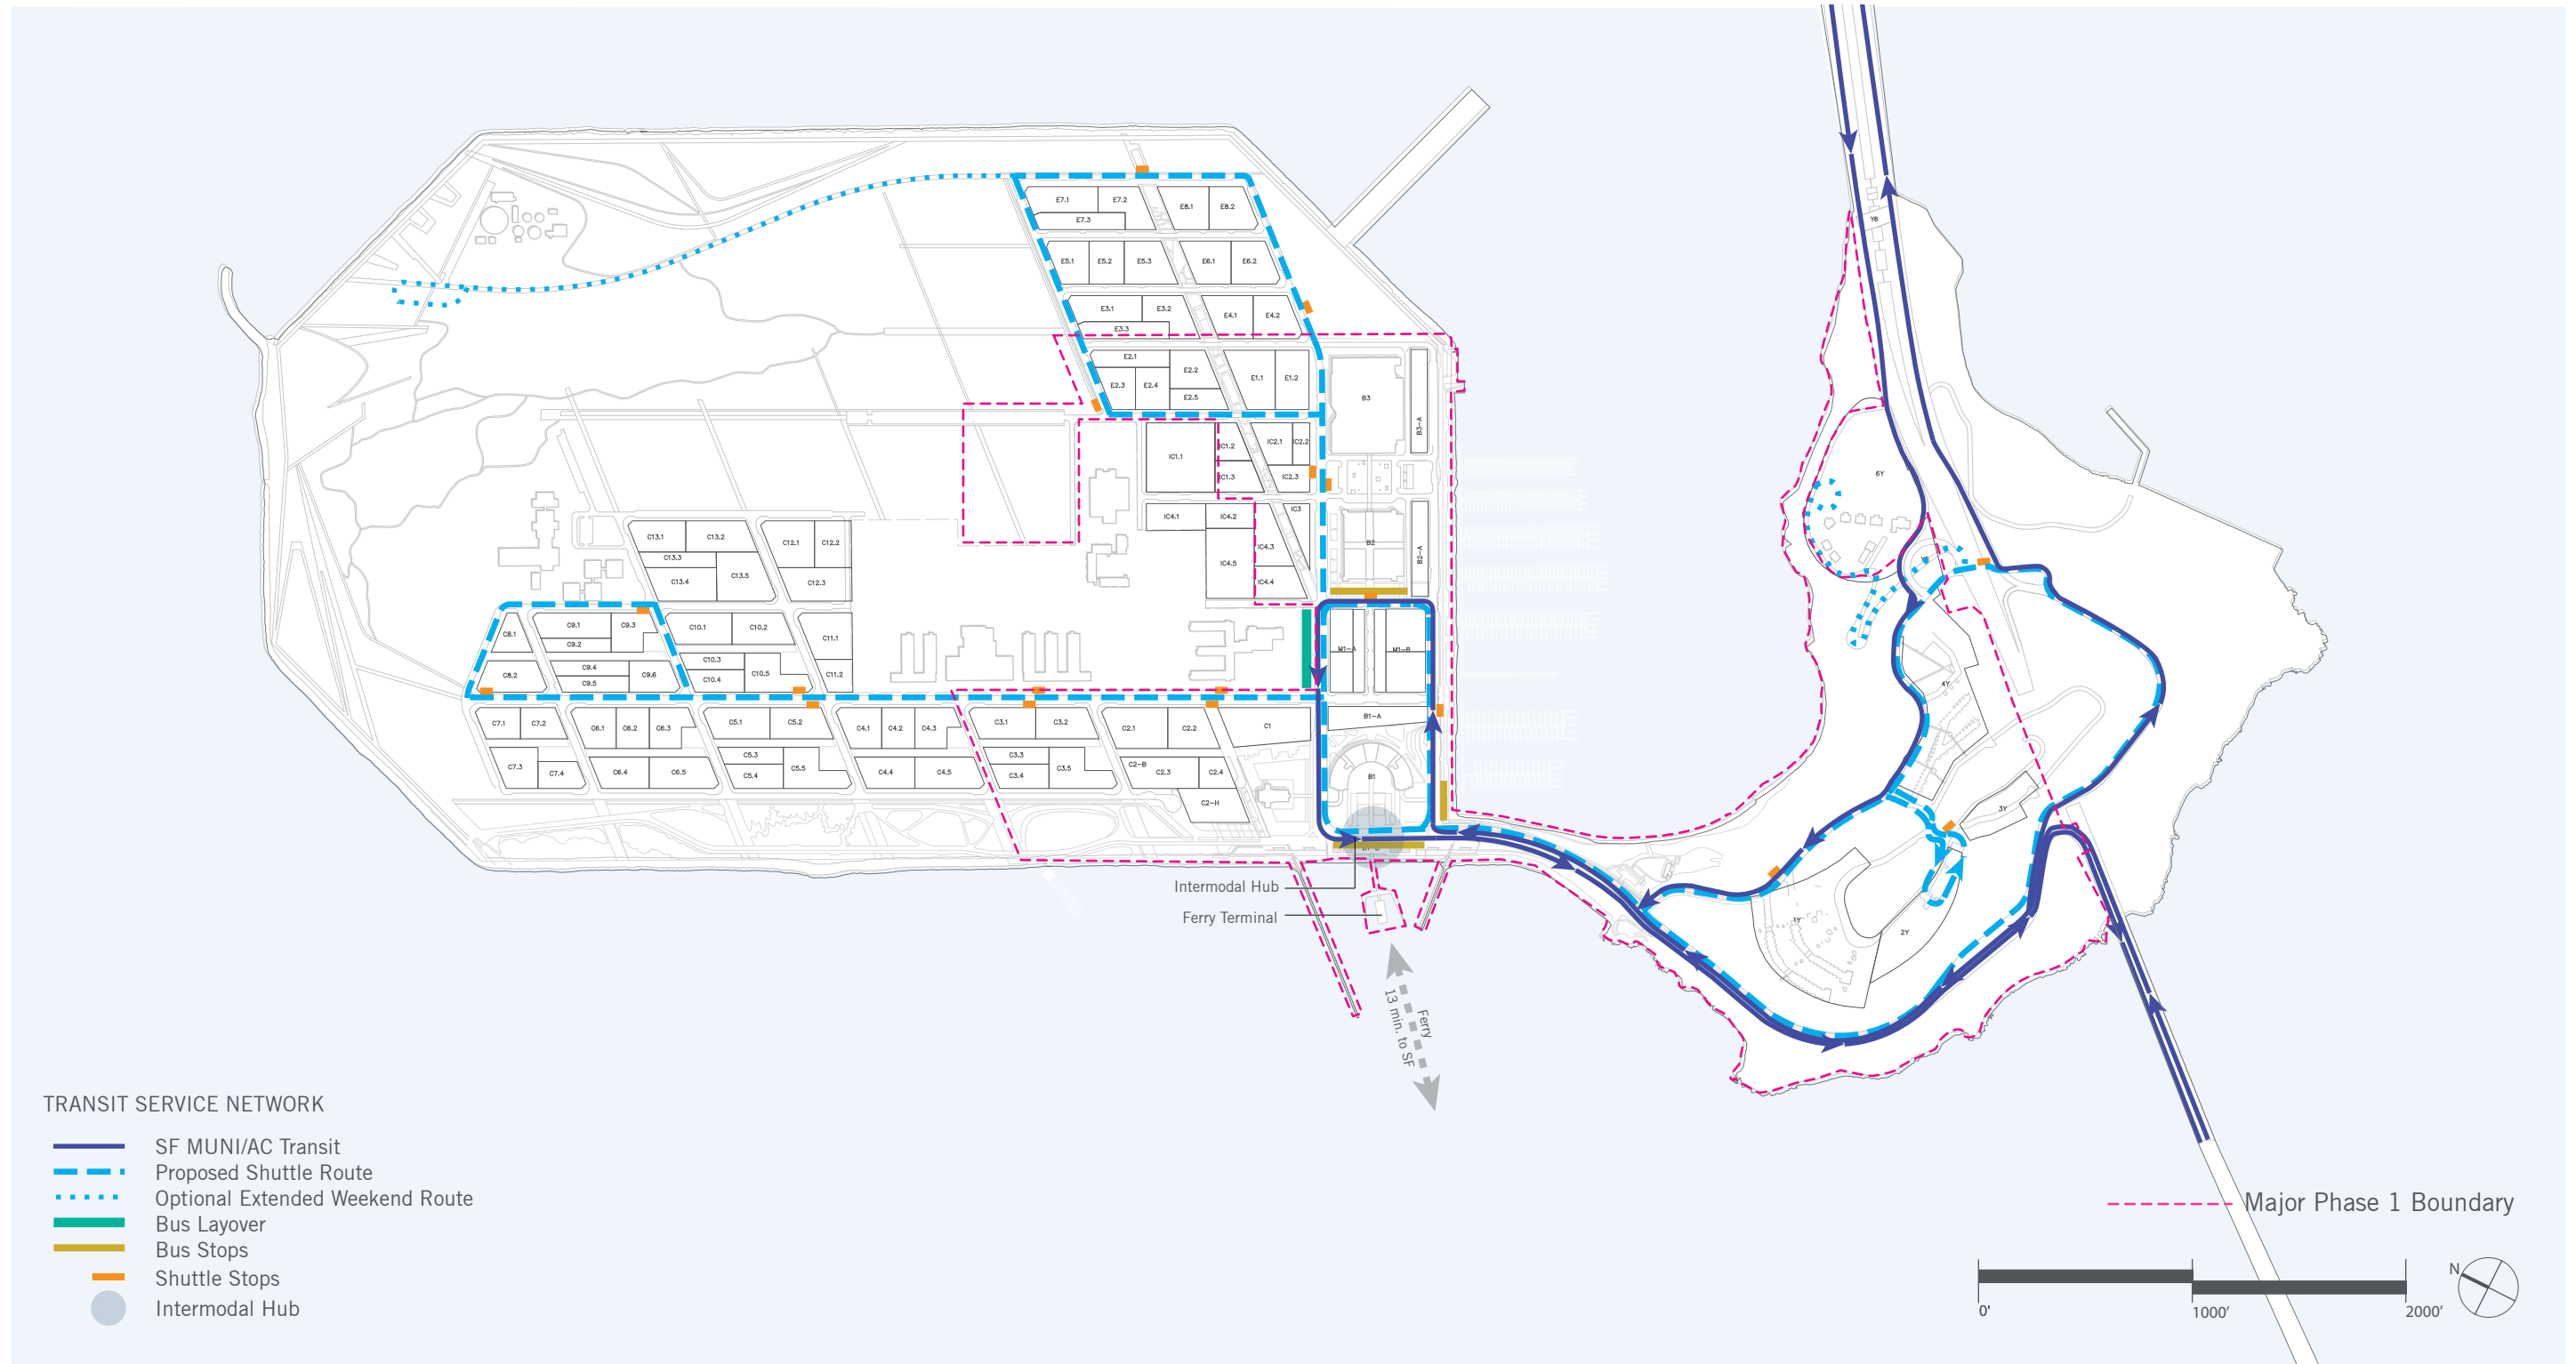 Y6
E7.1
E7.2
E8.1
E8.2
E7.3
E5.1
E5.2
E5.3
E6.1
E6.2
E3.1
E3.2
E4.1
E4.2
E3.3
E2.1
E2.2
E1.1
E1.2
E2.3
E2.4
E2.5
B3
B3-A
IC1.1
IC1.2
IC1.3
IC2.1
IC2.2
IC2.3
6Y
IC4.1
IC4.2
IC3
IC4.3
IC4.5
IC4.4
B2
B2-A
C13.1
C13.2
C13.3
C13.4
C13.5
C12.1
C12.2
C12.3
C8.1
C9.1
C9.3
C9.2
C10.1
C10.2
C11.1
C8.2
C9.4
C9.5
C9.6
C10.3
C10.4
C10.5
C11.2
M1-A
M1-B
4Y
C7.1
C7.2
C6.1
C6.2
C6.3
C5.1
C5.2
C4.1
C4.2
C4.3
C3.1
C3.2
C2.1
C2.2
C1
B1-A
C7.3
C7.4
C6.4
C6.5
C5.3
C5.4
C5.5
C4.4
C4.5
C3.3
C3.4
C3.5
C2-B
C2.3
C2.4
C2-H
B1
3Y
1Y
2Y
Intermodal Hub
Ferry Terminal
Ferry
13 min. to SF
TRANSIT SERVICE NETWORK
SF MUNI/AC Transit
Proposed Shuttle Route
Optional Extended Weekend Route
Bus Layover
Bus Stops
Shuttle Stops
Intermodal Hub
Major Phase 1 Boundary
N
0'
1000'
2000'